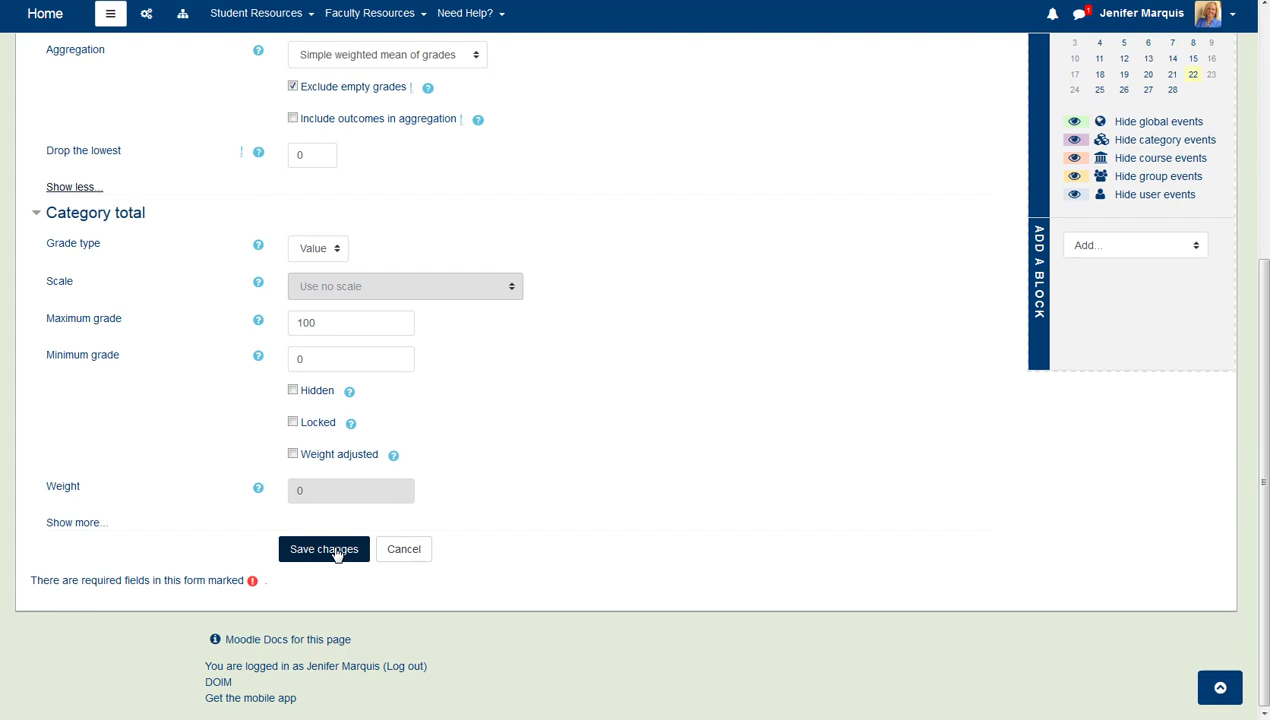 Home Student Resources Faculty Resources Need Help? 1 Jenifer Marquis
Aggregation
Simple weighted mean of grades
Exclude empty grades !
Include outcomes in aggregation !
Drop the lowest !
0
Show less...
Category total
Grade type
Value
Scale
Use no scale
Maximum grade
100
Minimum grade
0
Hidden
Locked
Weight adjusted
Weight
0
Show more...
Save changes Cancel
There are required fields in this form marked .
3 4 5 6 7 8 9
10 11 12 13 14 15 16
17 18 19 20 21 22 23
24 25 26 27 28
Hide global events
Hide category events
Hide course events
Hide group events
Hide user events
ADD A BLOCK
Add...
Moodle Docs for this page
You are logged in as Jenifer Marquis (Log out)
DOIM
Get the mobile app